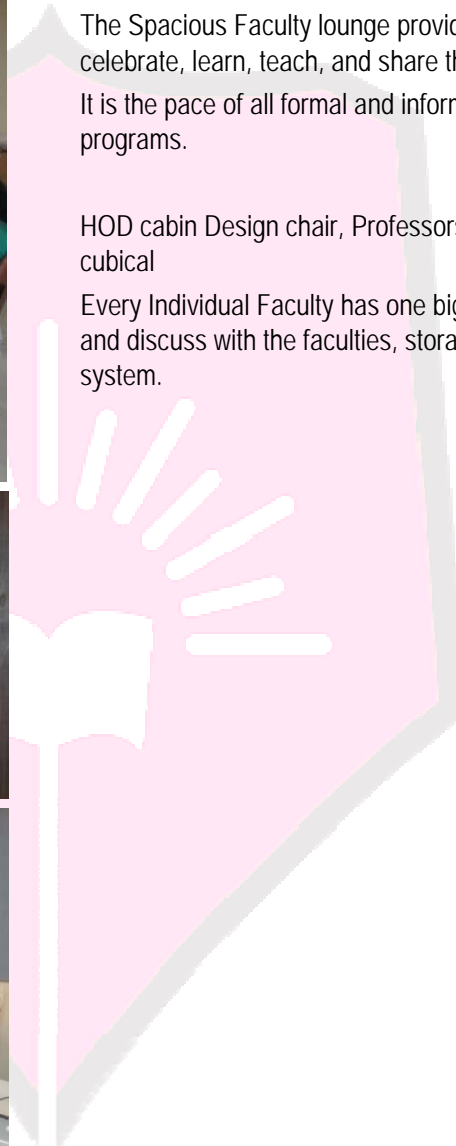 The Spacious Faculty lounge provid
celebrate, learn, teach, and share th
It is the pace of all formal and inform
programs.
HOD cabin Design chair, Professors
cubical
Every Individual Faculty has one big
and discuss with the faculties, stora
system.